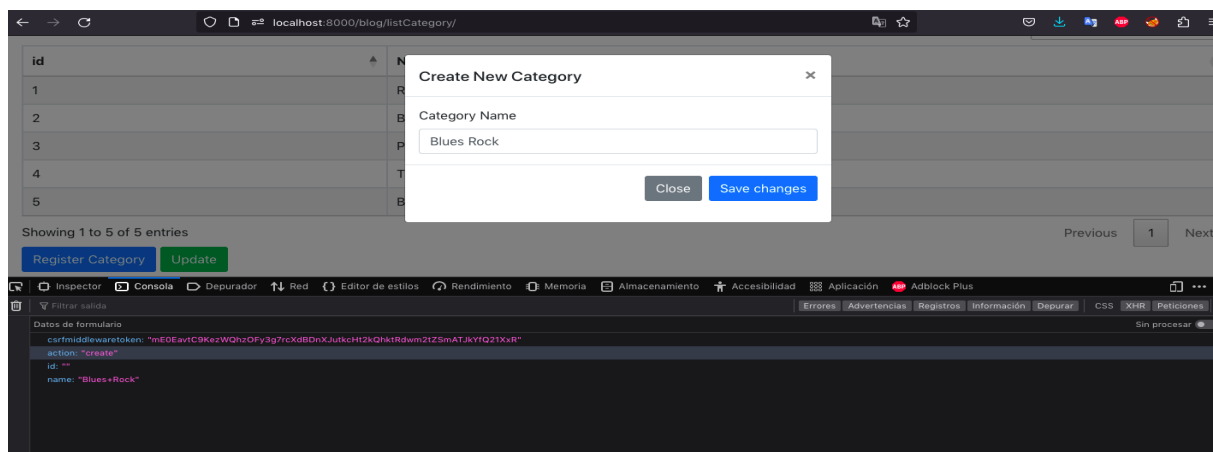 localhost:8000/blog/listCategory/
id N
1 R
2 B
3 P
4 T
5 B
Create New Category ×
Category Name
Blues Rock
Close Save changes
Showing 1 to 5 of 5 entries
Previous 1 Next
Register Category Update
Inspector Consola Depurador Red Editor de estilos Rendimiento Memoria Almacenamiento Accesibilidad Aplicación ABP Adblock Plus
Filtrar salida Errores Advertencias Registros Información Depurar CSS XHR Peticiones
Datos de formulario Sin procesar
csrfmiddlewaretoken: "mE0EavtC9KezWQhzOFy3g7rcXdBDnXJutkcHt2kQhktRdwm2tZSmATJkYfQ21XxR"
action: "create"
id: ""
name: "Blues+Rock"